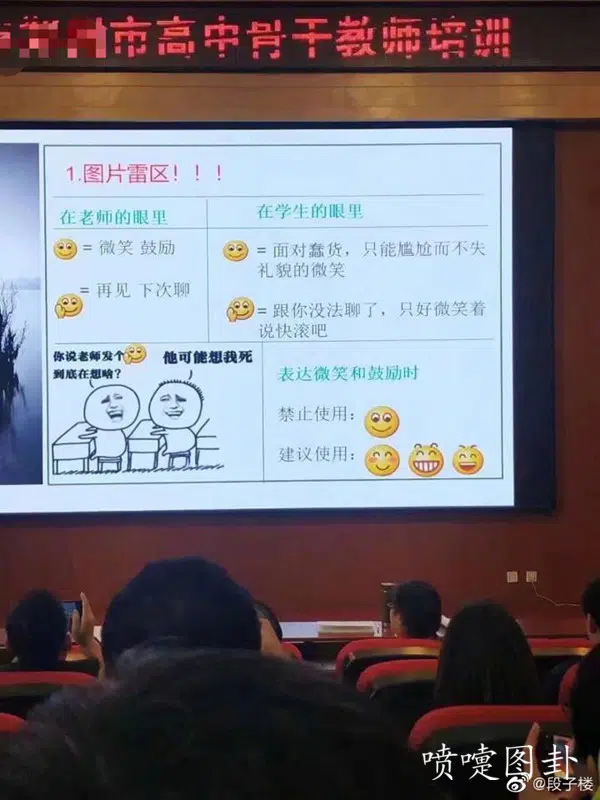 市高中骨干教师培训
1.图片雷区！！！
在老师的眼里
= 微笑 鼓励
= 再见 下次聊
在学生的眼里
= 面对蠢货，只能尴尬而不失
礼貌的微笑
= 跟你没法聊了，只好微笑着
说快滚吧
你说老师发个
到底在想啥？
他可能想我死
表达微笑和鼓励时
禁止使用：
建议使用：
喷嚏图卦
@段子楼